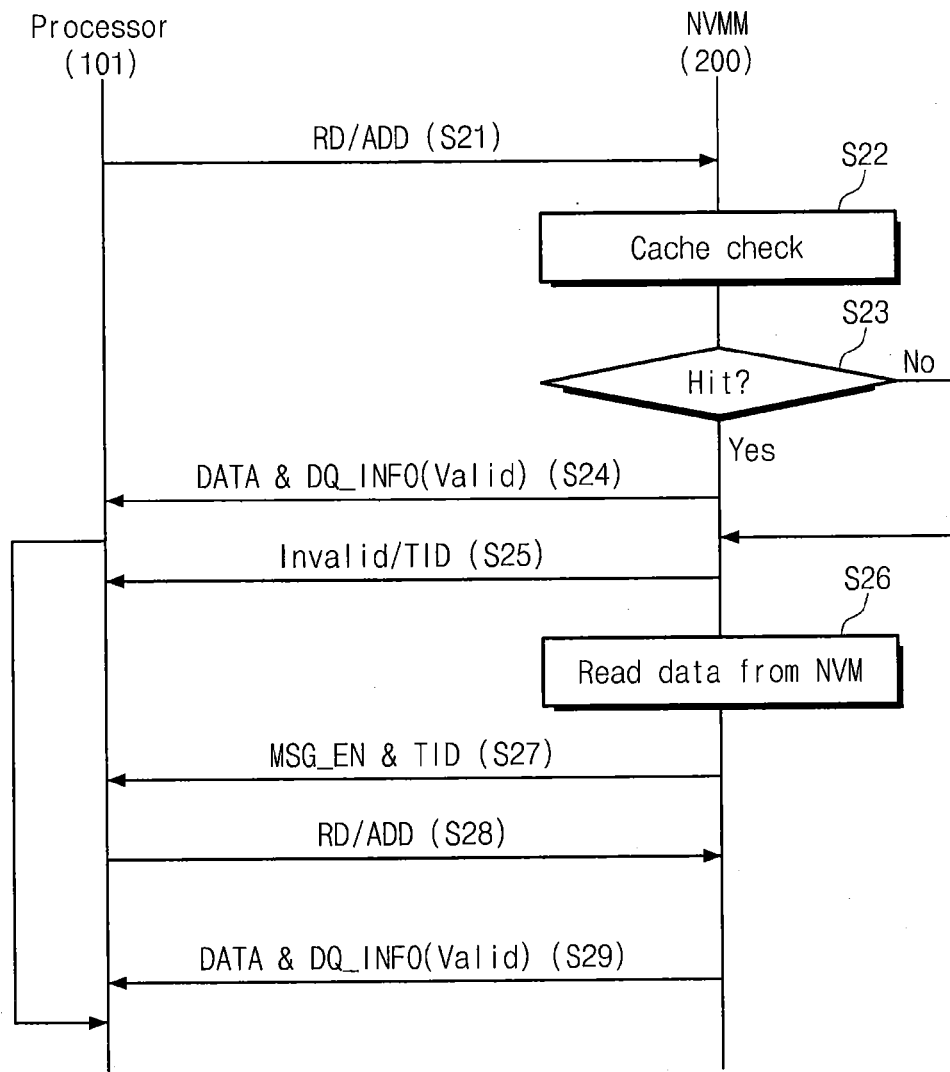 Processor
(101)
NVMM
(200)
RD/ADD (S21)
S22
Cache check
S23
Hit?
No
Yes
DATA & DQ_INFO(Valid) (S24)
Invalid/TID (S25)
S26
Read data from NVM
MSG_EN & TID (S27)
RD/ADD (S28)
DATA & DQ_INFO(Valid) (S29)